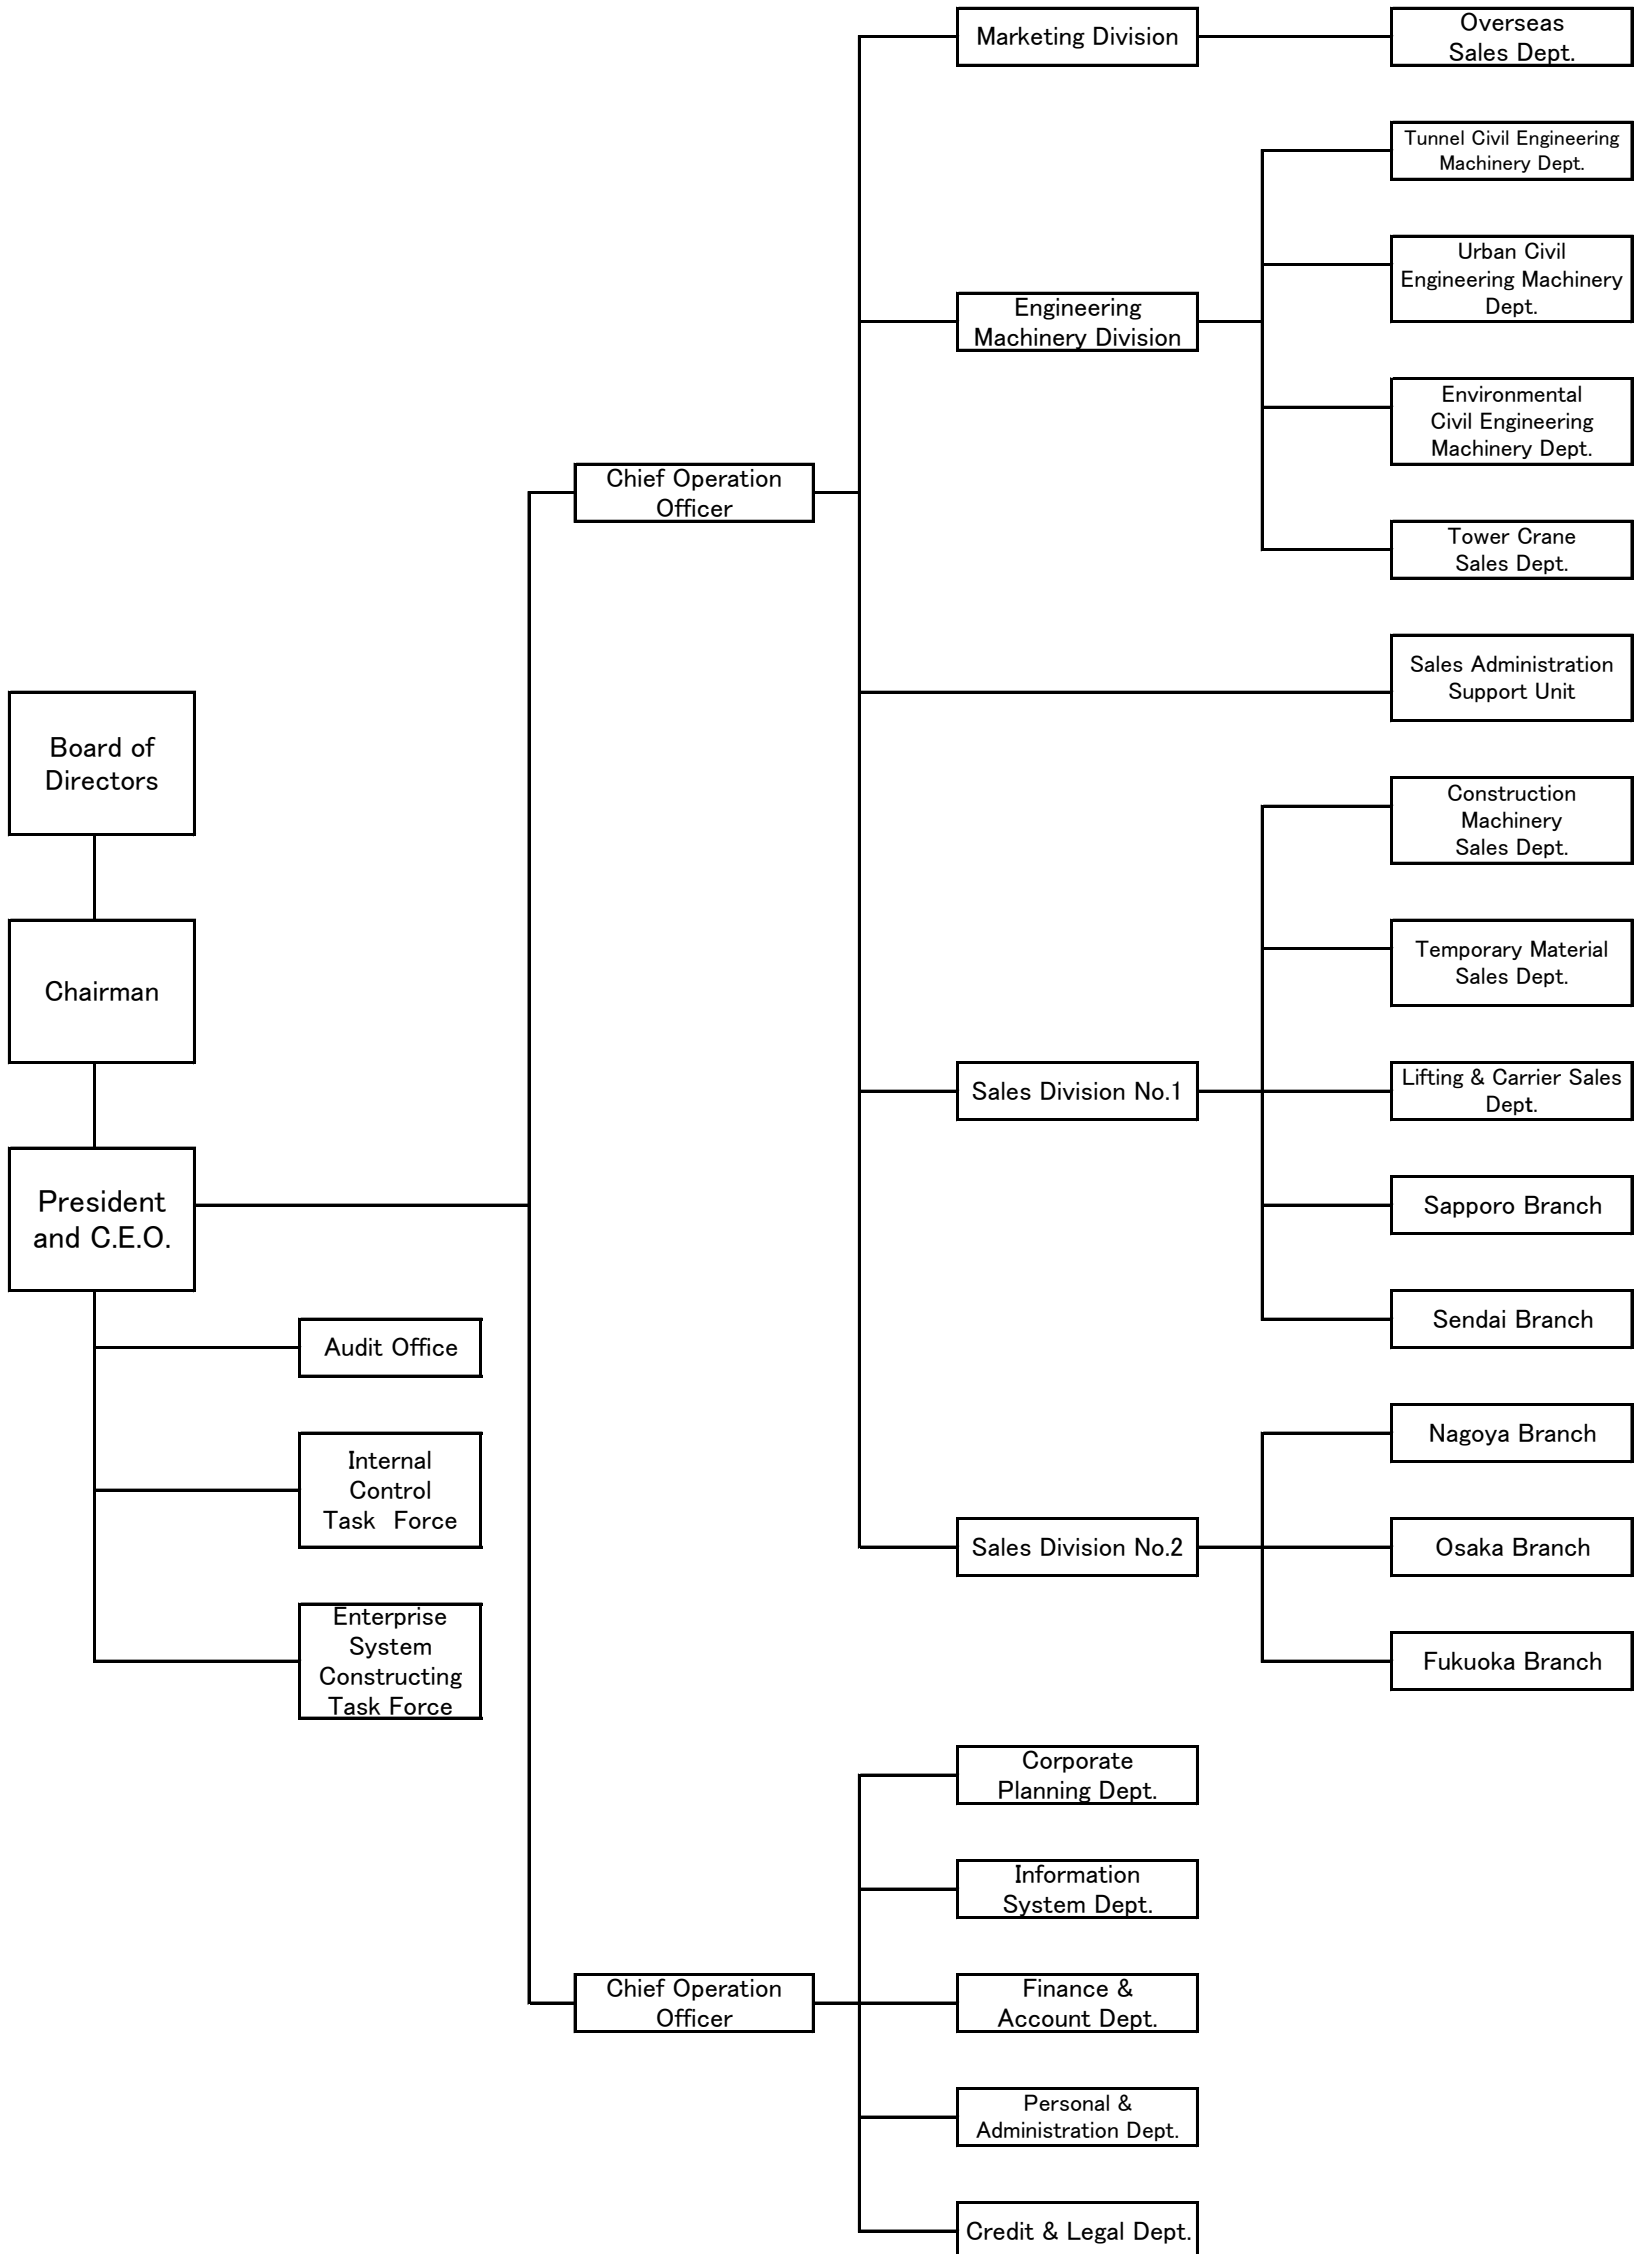 Marketing Division
Overseas
Sales Dept.
Tunnel Civil Engineering
Machinery Dept.
Urban Civil
Engineering Machinery
Dept.
Engineering
Machinery Division
Environmental
Civil Engineering
Machinery Dept.
Chief Operation
Officer
Tower Crane
Sales Dept.
Sales Administration
Support Unit
Board of
Directors
Construction
Machinery
Sales Dept.
Chairman
Temporary Material
Sales Dept.
Sales Division No.1
Lifting & Carrier Sales
Dept.
President
and C.E.O.
Sapporo Branch
Audit Office
Sendai Branch
Internal
Control
Task Force
Nagoya Branch
Sales Division No.2
Osaka Branch
Enterprise
System
Constructing
Task Force
Fukuoka Branch
Corporate
Planning Dept.
Information
System Dept.
Chief Operation
Officer
Finance &
Account Dept.
Personal &
Administration Dept.
Credit & Legal Dept.